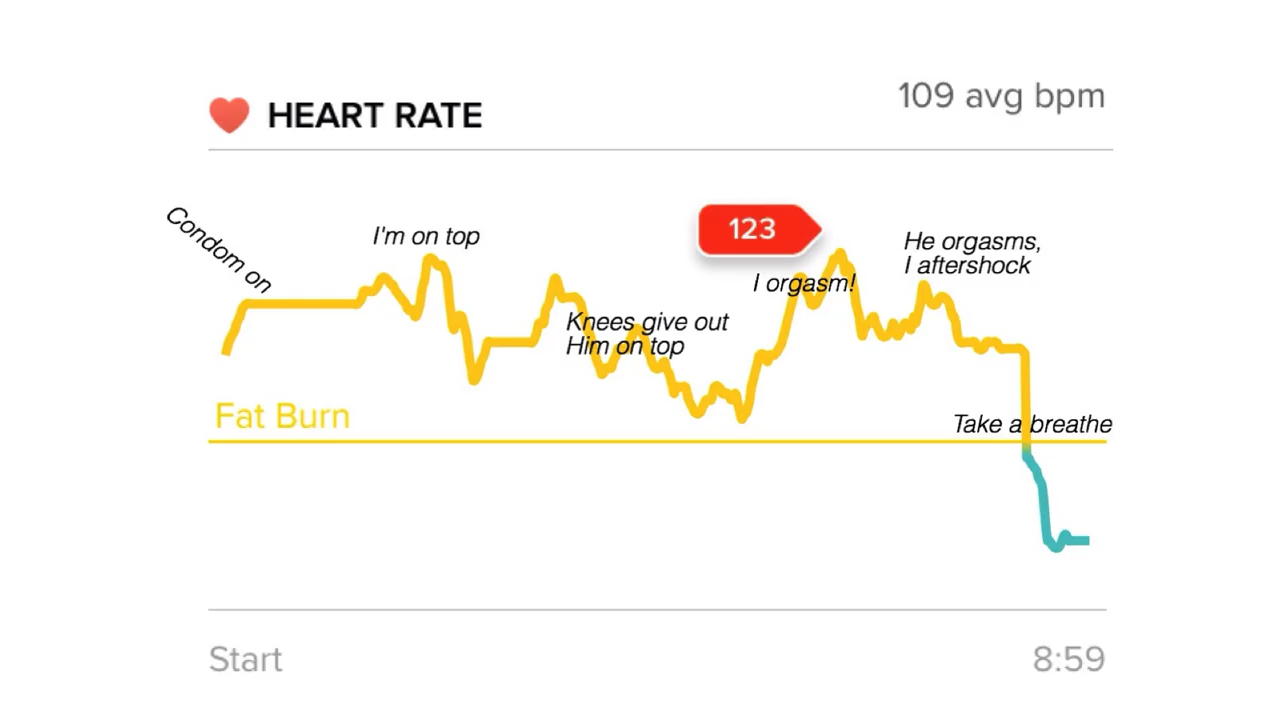 109 avg bpm
HEART RATE
Condom on
I'm on top
123
I orgasm!
He orgasms,
I aftershock
Knees give out
Him on top
Fat Burn
Take a breathe
Start
8:59